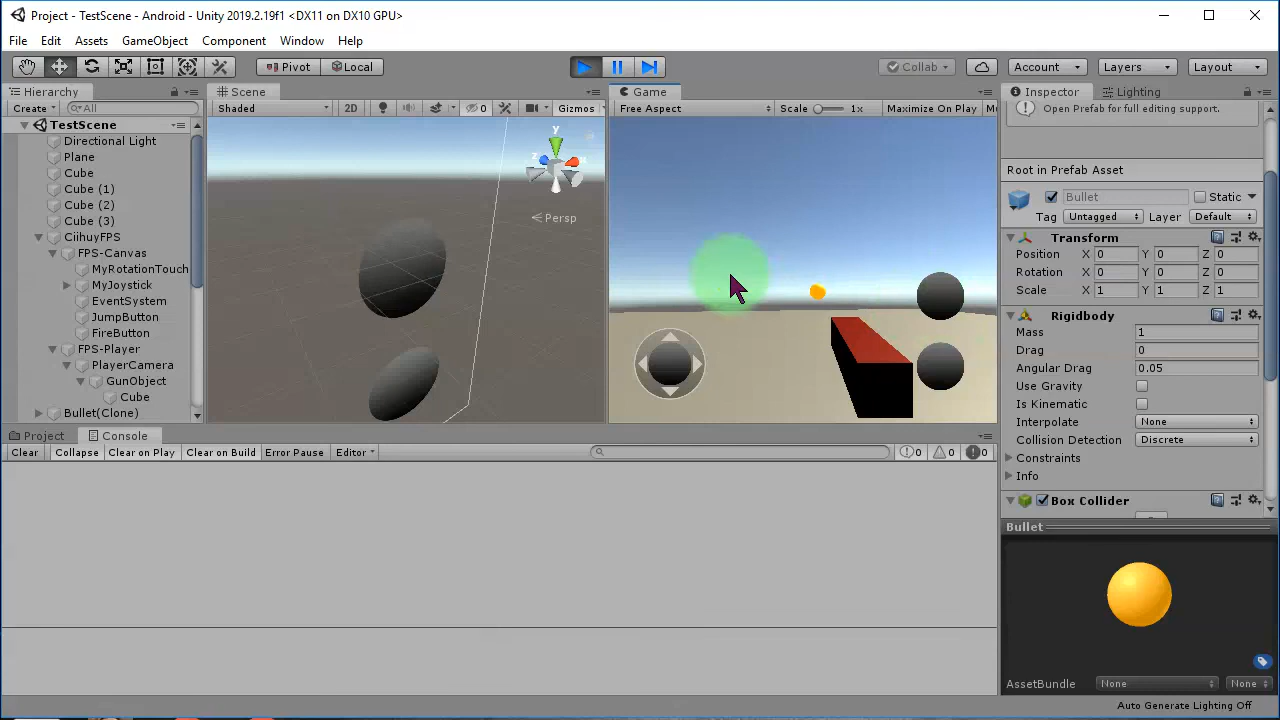 Project - TestScene - Android - Unity 2019.2.19f1 <DX11 on DX10 GPU>
File Edit Assets GameObject Component Window Help
Pivot Local Collab Account Layers Layout
Hierarchy
Create All
TestScene
Directional Light
Plane
Cube
Cube (1)
Cube (2)
Cube (3)
CiihuyFPS
FPS-Canvas
MyRotationTouch
MyJoystick
EventSystem
JumpButton
FireButton
FPS-Player
PlayerCamera
GunObject
Cube
Bullet(Clone)
Scene
Shaded 2D 0 Gizmos
y
Persp
Game
Free Aspect Scale 1x Maximize On Play
Inspector Lighting
Open Prefab for full editing support.
Root in Prefab Asset
Bullet Static
Tag Untagged Layer Default
Transform
Position X 0 Y 0 Z 0
Rotation X 0 Y 0 Z 0
Scale X 1 Y 1 Z 1
Rigidbody
Mass 1
Drag 0
Angular Drag 0.05
Use Gravity
Is Kinematic
Interpolate None
Collision Detection Discrete
Constraints
Info
Box Collider
Bullet
AssetBundle None None
Project Console
Clear Collapse Clear on Play Clear on Build Error Pause Editor 0 0 0
Auto Generate Lighting Off